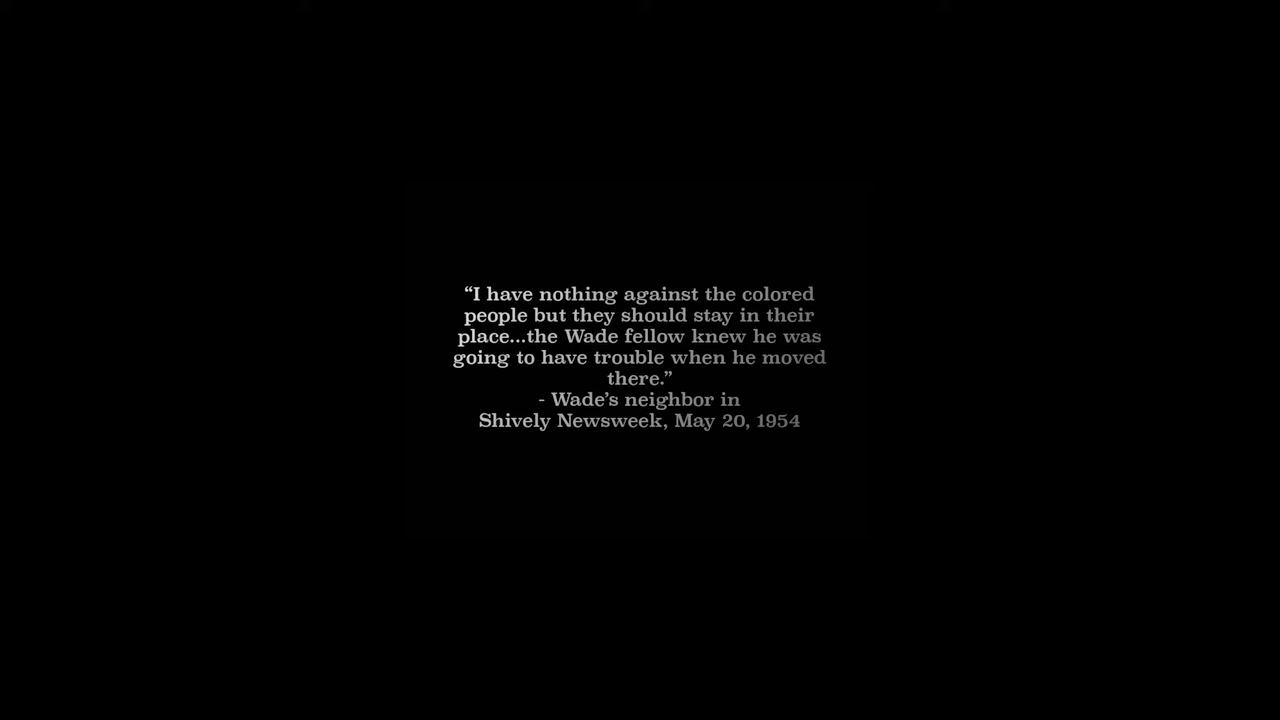 “I have nothing against the colored
people but they should stay in their
place...the Wade fellow knew he was
going to have trouble when he moved
there.”
- Wade’s neighbor in
Shively Newsweek, May 20, 1954